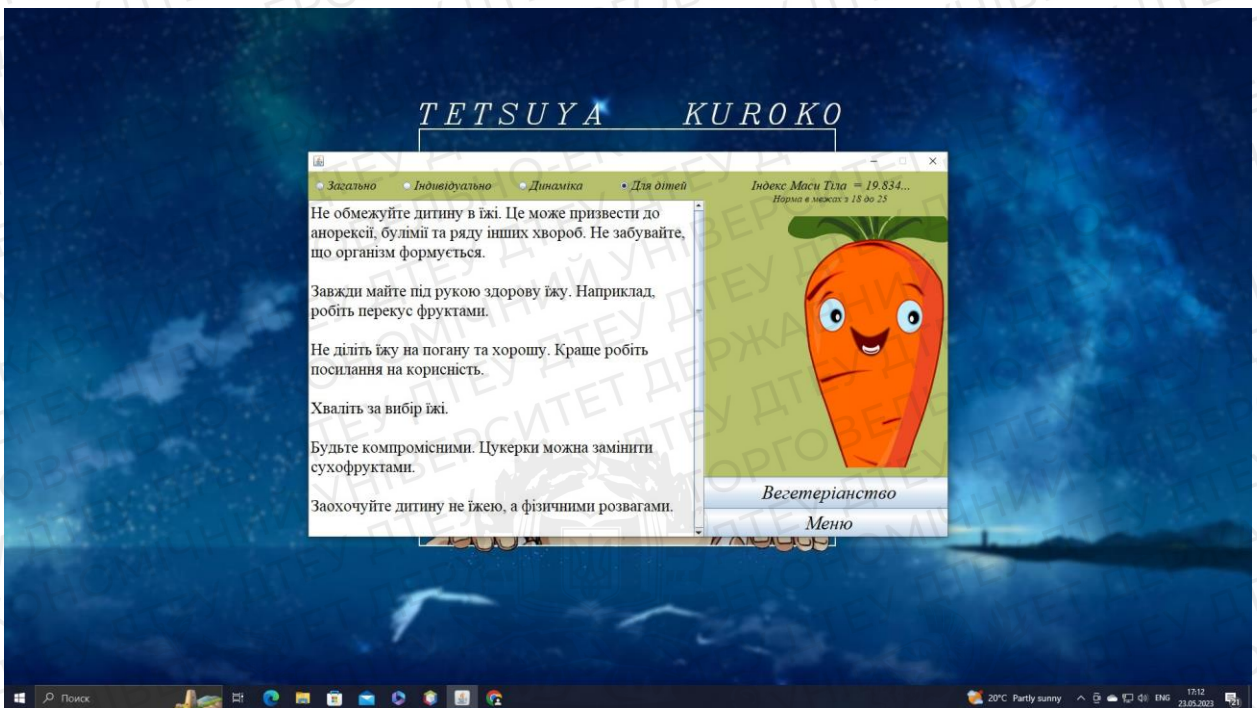 TETSUYA KUROKO
Загально Індивідуально Динаміка Для дітей
Індекс Маси Тіла = 19.834...
Норма в межах з 18 до 25
Не обмежуйте дитину в їжі. Це може призвести до
анорексії, булімії та ряду інших хвороб. Не забувайте,
що організм формується.
Завжди майте під рукою здорову їжу. Наприклад,
робіть перекус фруктами.
Не діліть їжу на погану та хорошу. Краще робіть
посилання на корисність.
Хваліть за вибір їжі.
Будьте компромісними. Цукерки можна замінити
сухофруктами.
Заохочуйте дитину не їжею, а фізичними розвагами.
Вегетеріанство
Меню
Поиск
20°C Partly sunny
ENG
17:12
23.05.2023
21